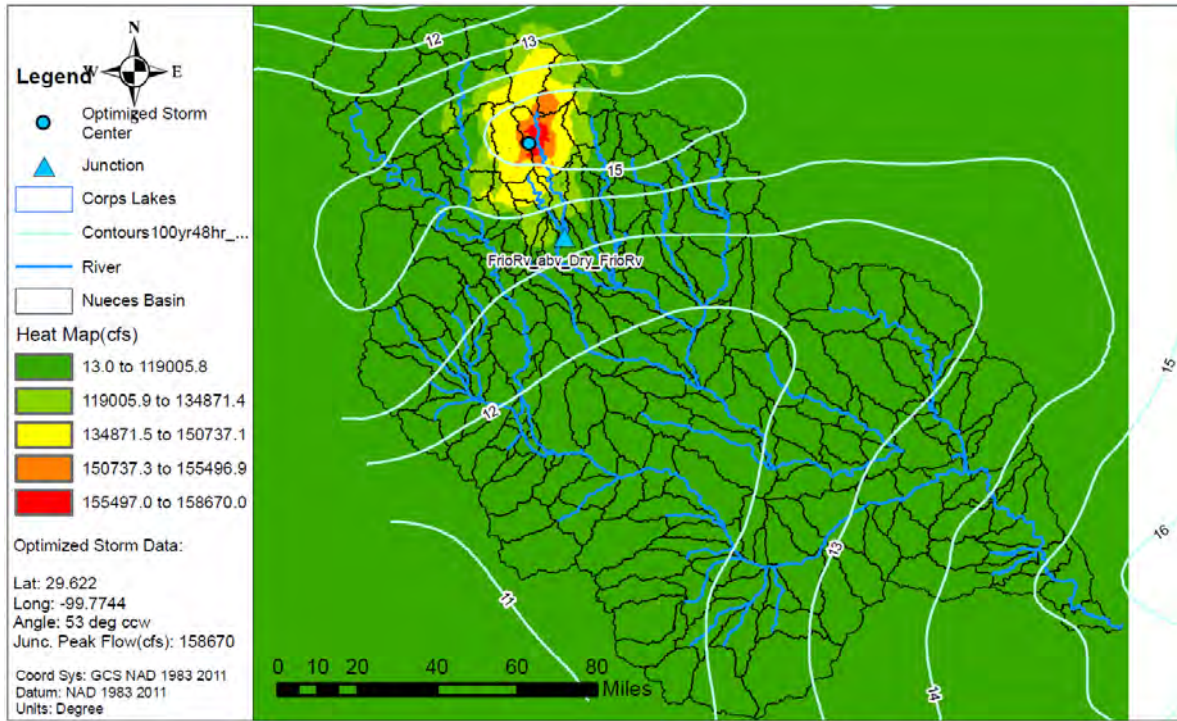 N
W
E
S
Legend
Optimized Storm
Center
Junction
Corps Lakes
Contours100yr48hr_...
River
Nueces Basin
Heat Map(cfs)
13.0 to 119005.8
119005.9 to 134871.4
134871.5 to 150737.1
150737.3 to 155496.9
155497.0 to 158670.0
Optimized Storm Data:
Lat: 29.622
Long: -99.7744
Angle: 53 deg ccw
Junc. Peak Flow(cfs): 158670
Coord Sys: GCS NAD 1983 2011
Datum: NAD 1983 2011
Units: Degree
12
13
15
FrioRv_abv_Dry_FrioRv
12
11
13
14
15
16
0 10 20 40 60 80
Miles